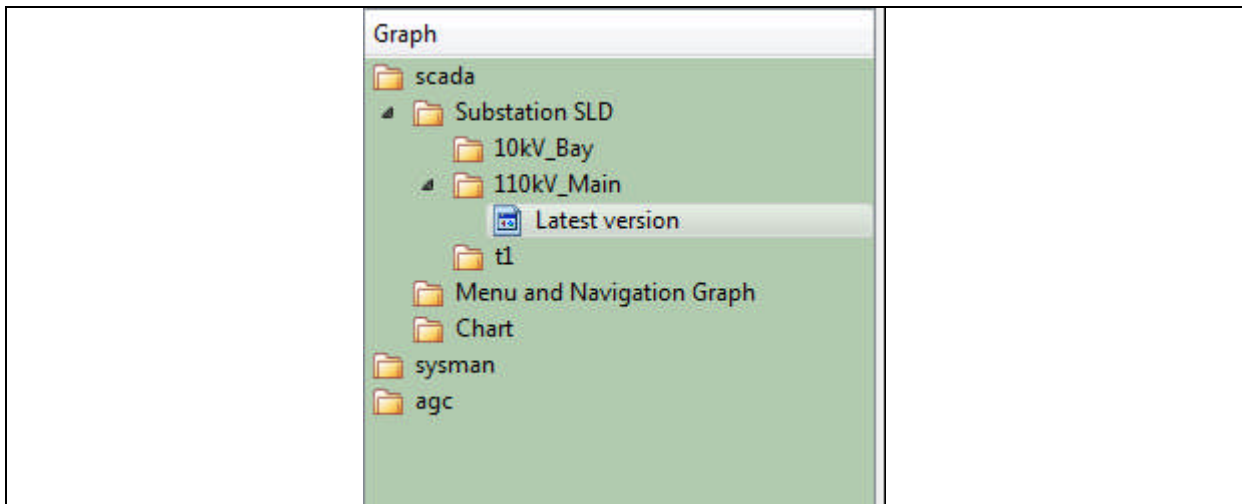 Graph
scada
Substation SLD
10kV_Bay
110kV_Main
Latest version
t1
Menu and Navigation Graph
Chart
sysman
agc